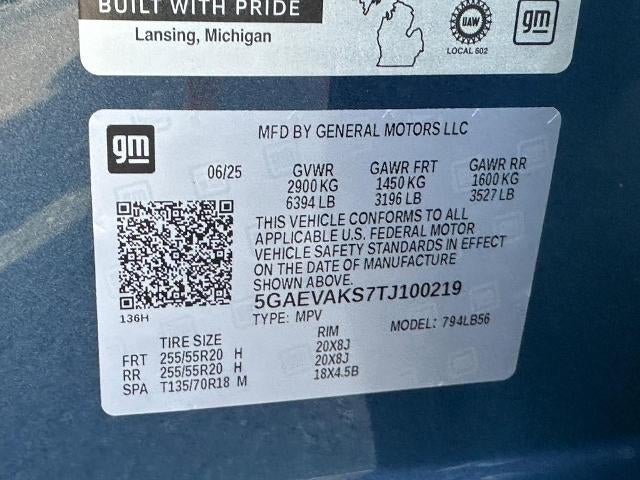 BUILT WITH PRIDE
Lansing, Michigan
UAW
LOCAL 602
gm
gm
MFD BY GENERAL MOTORS LLC
06/25 GVWR GAWR FRT GAWR RR
2900 KG 1450 KG 1600 KG
6394 LB 3196 LB 3527 LB
THIS VEHICLE CONFORMS TO ALL
APPLICABLE U.S. FEDERAL MOTOR
VEHICLE SAFETY STANDARDS IN EFFECT
ON THE DATE OF MANUFACTURE
SHOWN ABOVE.
5GAEVAKS7TJ100219
136H
TYPE: MPV MODEL: 794LB56
TIRE SIZE RIM
FRT 255/55R20 H 20X8J
RR 255/55R20 H 20X8J
SPA T135/70R18 M 18X4.5B